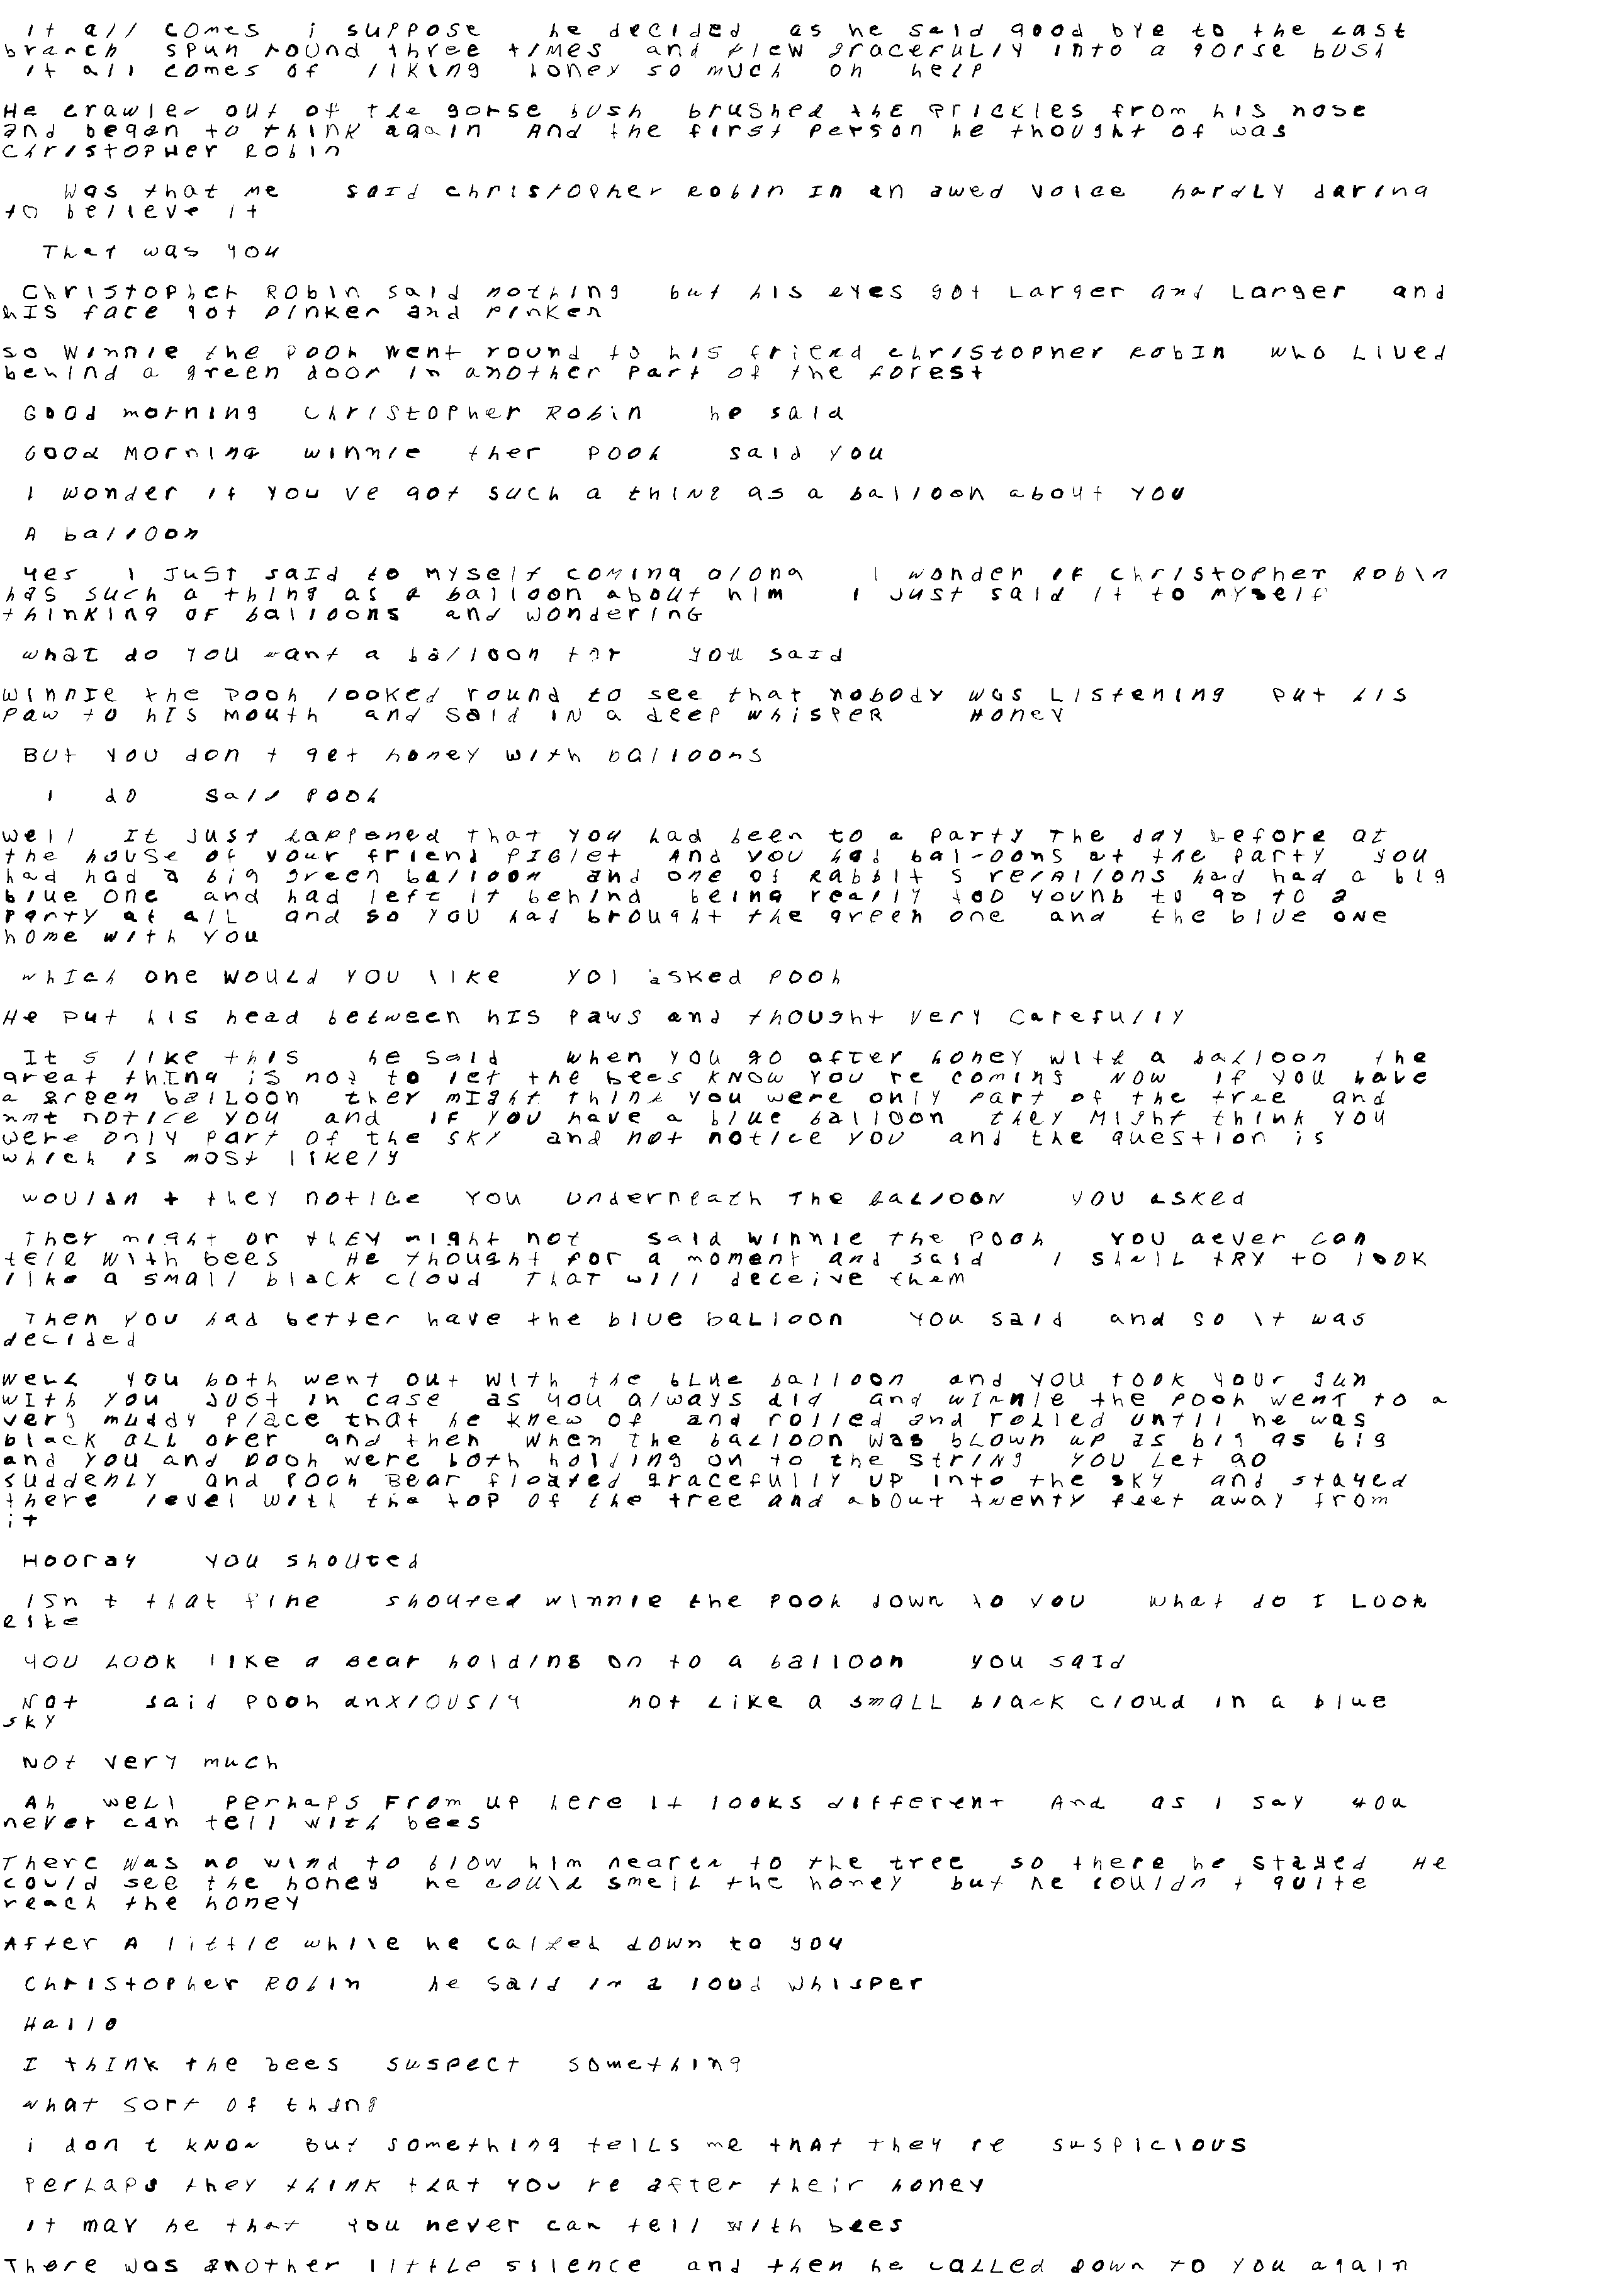 it all comes i suppose he decided as he said good bye to the last
branch spun round three times and flew gracefully into a gorse bush
it all comes of liking honey so much oh help
He crawled out of the gorse bush brushed the prickles from his nose
and began to think again And the first person he thought of was
Christopher Robin
Was that me said Christopher Robin in an awed voice hardly daring
to believe it
That was you
Christopher Robin said nothing but his eyes got larger and larger and
his face got pinker and pinker
so Winnie the Pooh went round to his friend Christopher Robin who lived
behind a green door in another part of the forest
Good morning Christopher Robin he said
Good Morning Winnie ther Pooh said you
I wonder if you ve got such a thing as a balloon about you
A balloon
Yes I just said to myself coming along I wonder if Christopher Robin
has such a thing as a balloon about him I just said it to myself
thinking of balloons and wondering
what do you want a balloon for you said
Winnie the Pooh looked round to see that nobody was listening put his
paw to his mouth and said in a deep whisper Honey
But you don t get honey with balloons
I do said Pooh
Well it just happened that you had been to a party the day before at
the house of your friend Piglet And you had bal-oons at the party you
had had a big green balloon and one of Rabbit s relations had had a big
blue one and had left it behind being really too young to go to a
party at all and so you had brought the green one and the blue one
home with you
which one would you like you asked Pooh
He put his head between his paws and thought very carefully
It s like this he said when you go after honey with a balloon the
great thing is not to let the bees know you re coming Now if you have
a green balloon they might think you were only part of the tree and
not notice you and if you have a blue balloon they might think you
were only part of the sky and not notice you and the question is
which is most likely
wouldn t they notice you underneath the balloon you asked
They might or they might not said Winnie the Pooh You never can
tell with bees He thought for a moment and said I shall try to look
like a small black cloud That will deceive them
Then you had better have the blue balloon you said and so it was
decided
Well you both went out with the blue balloon and you took your gun
with you just in case as you always did and Winnie the Pooh went to a
very muddy place that he knew of and rolled and rolled until he was
black all over and then when the balloon was blown up as big as big
and you and Pooh were both holding on to the string you let go
suddenly and Pooh Bear floated gracefully up into the sky and stayed
there level with the top of the tree and about twenty feet away from
it
Hooray you shouted
Isn t that fine shouted Winnie the Pooh down to you What do I look
like
You look like a Bear holding on to a balloon you said
Not said Pooh anxiously not like a small black cloud in a blue
sky
Not very much
Ah well perhaps from up here it looks different And as I say you
never can tell with bees
There was no wind to blow him nearer to the tree so there he stayed He
could see the honey he could smell the honey but he couldn t quite
reach the honey
After a little while he called down to you
Christopher Robin he said in a loud whisper
Hallo
I think the bees suspect something
What sort of thing
I don t know But something tells me that they re suspicious
Perhaps they think that you re after their honey
It may be that You never can tell with bees
There was another little silence and then he called down to you again